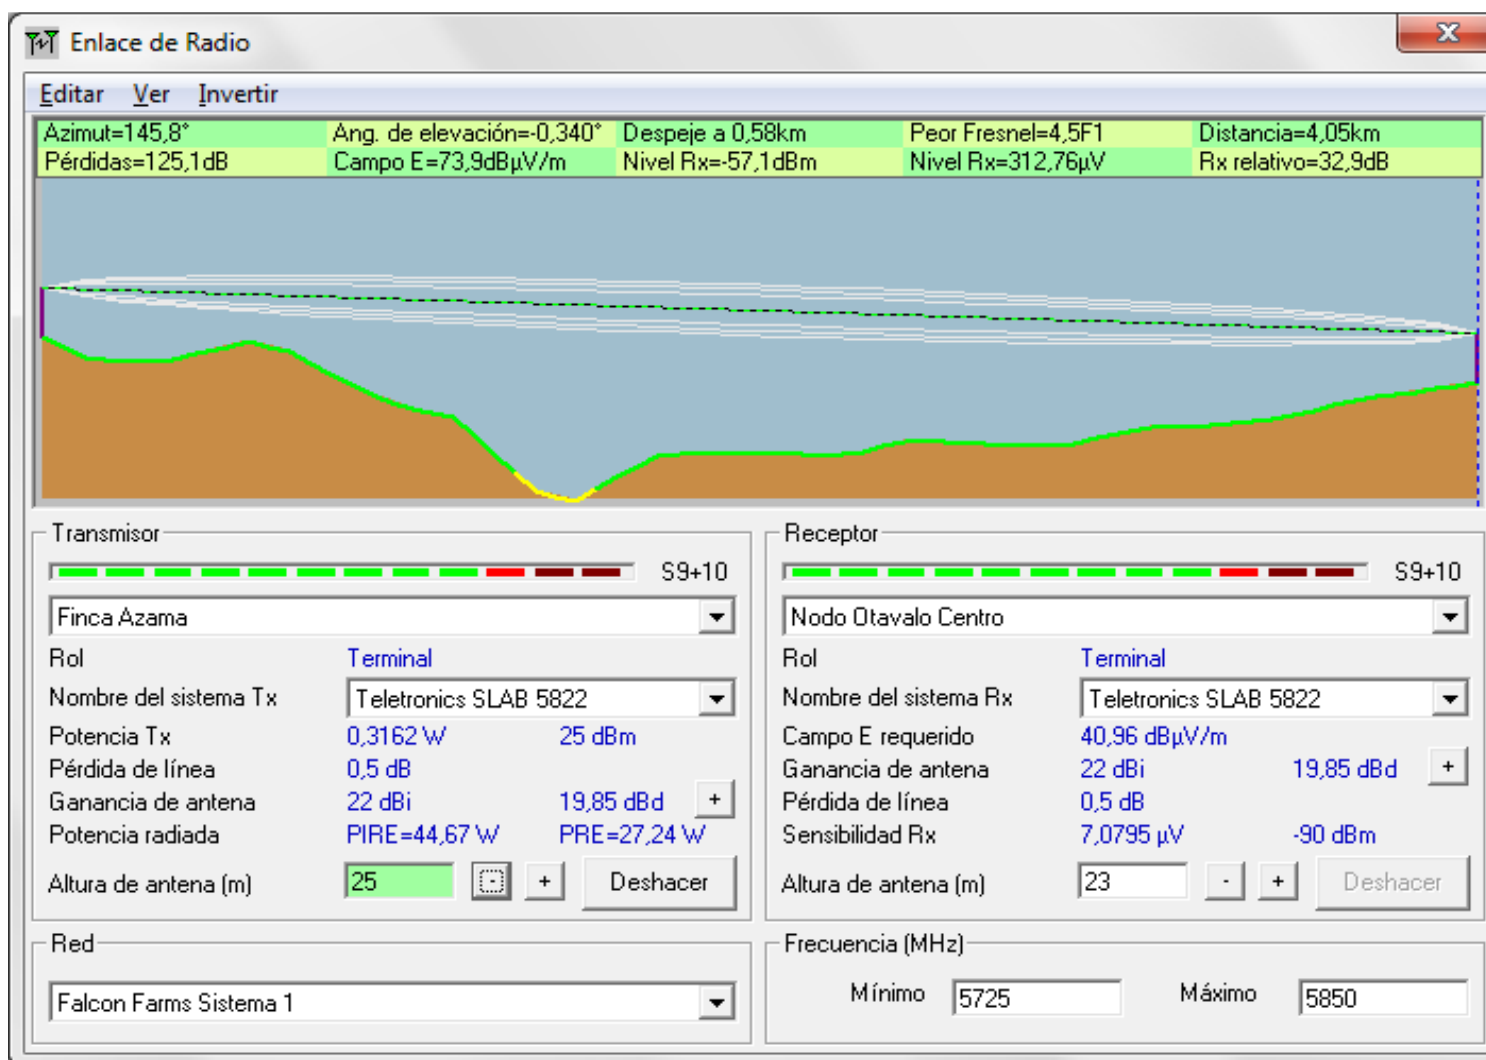 Enlace de Radio
Editar Ver Invertir
Azimut=145,8° Ang. de elevación=-0,340° Despeje a 0,58km Peor Fresnel=4,5F1 Distancia=4,05km
Pérdidas=125,1dB Campo E=73,9dBµV/m Nivel Rx=-57,1dBm Nivel Rx=312,76µV Rx relativo=32,9dB
Transmisor
S9+10
Finca Azama
Rol Terminal
Nombre del sistema Tx Teletronics SLAB 5822
Potencia Tx 0,3162 W 25 dBm
Pérdida de línea 0,5 dB
Ganancia de antena 22 dBi 19,85 dBd +
Potencia radiada PIRE=44,67 W PRE=27,24 W
Altura de antena (m) 25 - + Deshacer
Receptor
S9+10
Nodo Otavalo Centro
Rol Terminal
Nombre del sistema Rx Teletronics SLAB 5822
Campo E requerido 40,96 dBµV/m
Ganancia de antena 22 dBi 19,85 dBd +
Pérdida de línea 0,5 dB
Sensibilidad Rx 7,0795 µV -90 dBm
Altura de antena (m) 23 - + Deshacer
Red
Falcon Farms Sistema 1
Frecuencia (MHz)
Mínimo 5725 Máximo 5850